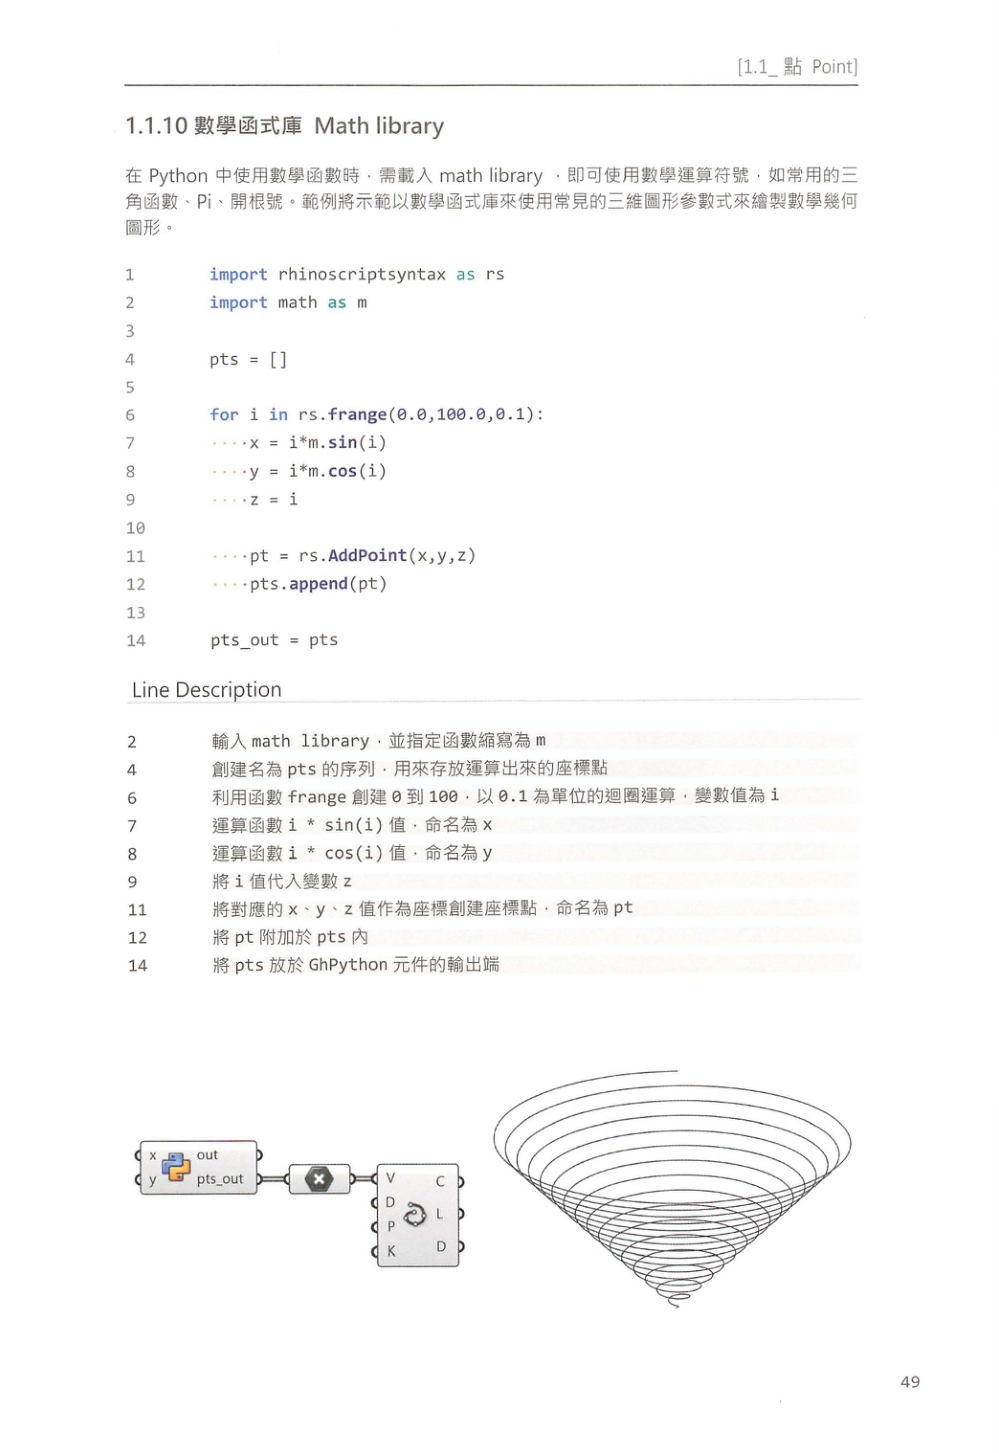 [1.1_ 點 Point]
1.1.10 數學函式庫 Math library
在 Python 中使用數學函數時，需載入 math library ，即可使用數學運算符號，如常用的三
角函數、Pi、開根號。範例將示範以數學函式庫來使用常見的三維圖形參數式來繪製數學幾何
圖形。
1 import rhinoscriptsyntax as rs
2 import math as m
3
4 pts = []
5
6 for i in rs.frange(0.0,100.0,0.1):
7 ····x = i*m.sin(i)
8 ····y = i*m.cos(i)
9 ····z = i
10
11 ····pt = rs.AddPoint(x,y,z)
12 ····pts.append(pt)
13
14 pts_out = pts
Line Description
2 輸入 math library，並指定函數縮寫為 m
4 創建名為 pts 的序列，用來存放運算出來的座標點
6 利用函數 frange 創建 0 到 100，以 0.1 為單位的迴圈運算，變數值為 i
7 運算函數 i * sin(i) 值，命名為 x
8 運算函數 i * cos(i) 值，命名為 y
9 將 i 值代入變數 z
11 將對應的 x、y、z 值作為座標創建座標點，命名為 pt
12 將 pt 附加於 pts 內
14 將 pts 放於 GhPython 元件的輸出端
x out
y pts_out
V C
D
L
P
K D
49